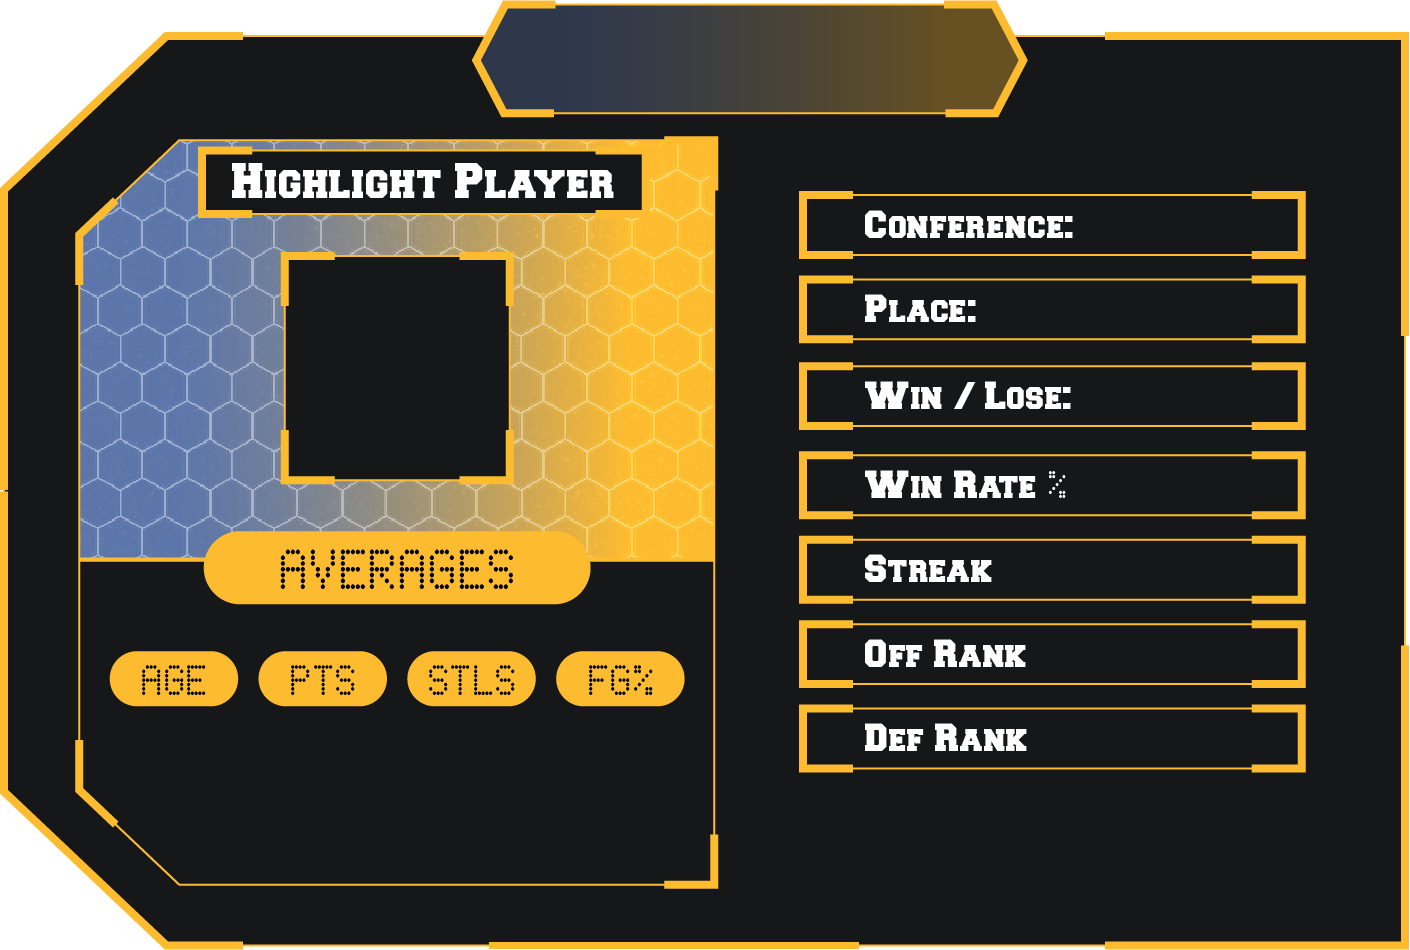 Highlight Player
AVERAGES
AGE PTS STLS FG%
Conference:
Place:
Win / Lose:
Win Rate %
Streak
Off Rank
Def Rank